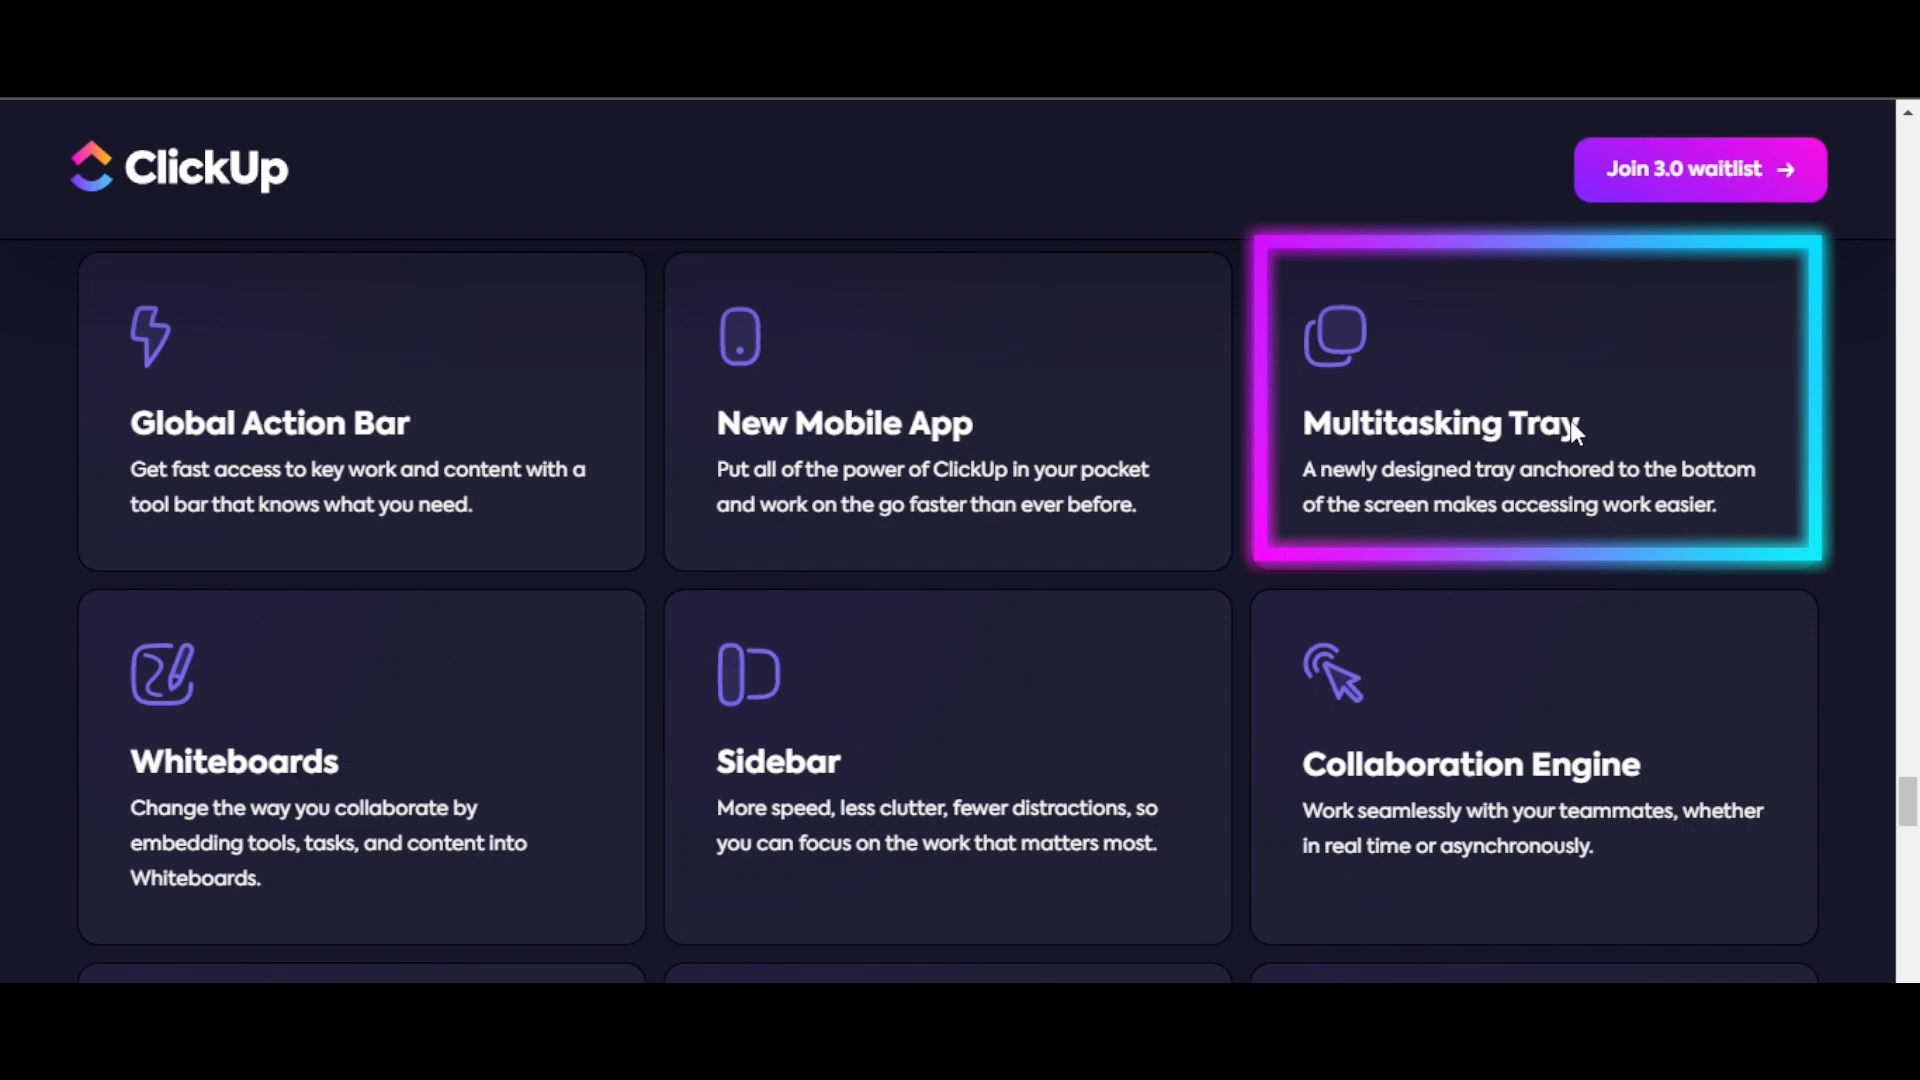 ClickUp
Join 3.0 waitlist →
Global Action Bar
Get fast access to key work and content with a
tool bar that knows what you need.
New Mobile App
Put all of the power of ClickUp in your pocket
and work on the go faster than ever before.
Multitasking Tray
A newly designed tray anchored to the bottom
of the screen makes accessing work easier.
Whiteboards
Change the way you collaborate by
embedding tools, tasks, and content into
Whiteboards.
Sidebar
More speed, less clutter, fewer distractions, so
you can focus on the work that matters most.
Collaboration Engine
Work seamlessly with your teammates, whether
in real time or asynchronously.